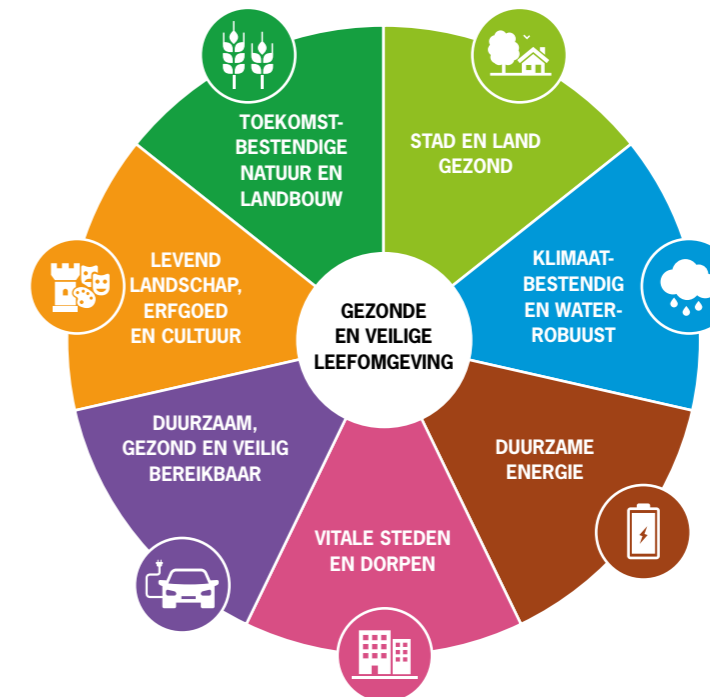 TOEKOMST-
BESTENDIGE
NATUUR EN
LANDBOUW
STAD EN LAND
GEZOND
LEVEND
LANDSCHAP,
ERFGOED
EN CULTUUR
KLIMAAT-
BESTENDIG
EN WATER-
ROBUUST
GEZONDE
EN VEILIGE
LEEFOMGEVING
DUURZAAM,
GEZOND EN VEILIG
BEREIKBAAR
DUURZAME
ENERGIE
VITALE STEDEN
EN DORPEN